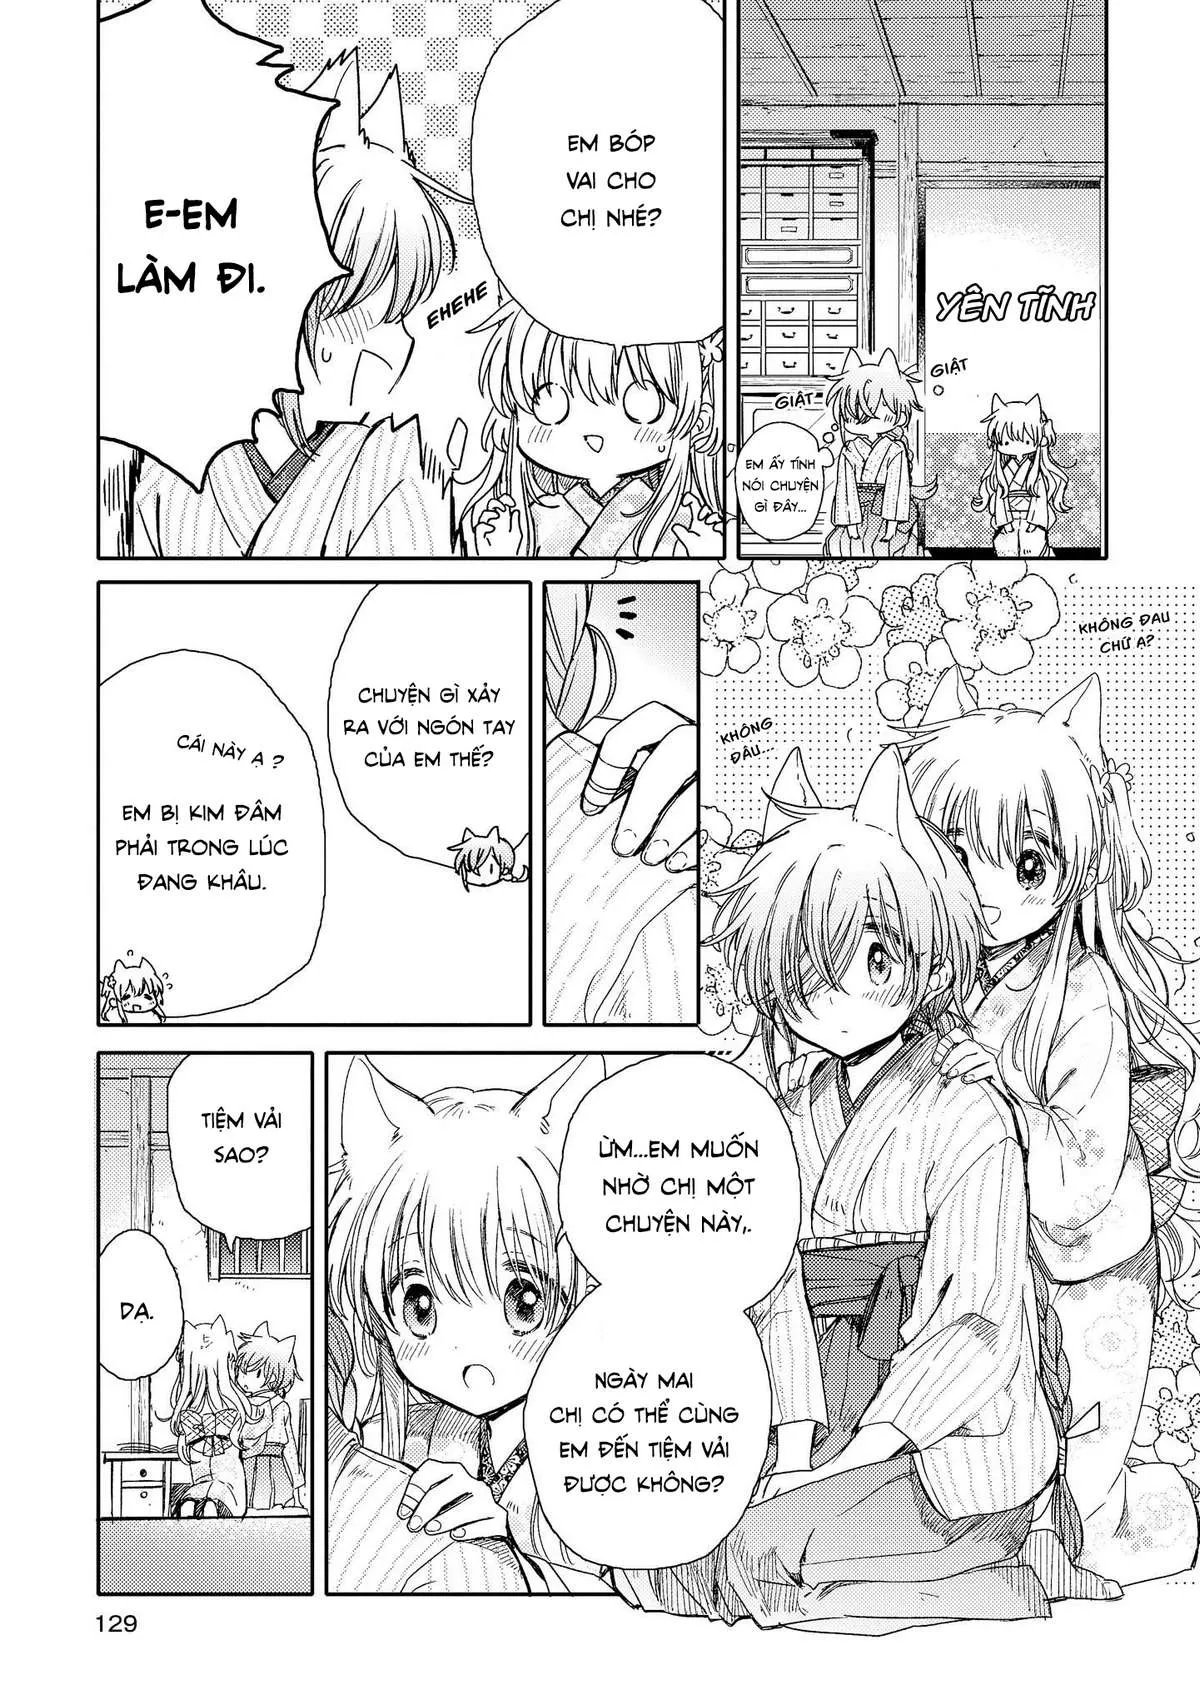 YÊN TĨNH
GIẬT
GIẬT
EM ẤY TÍNH
NÓI CHUYỆN
GÌ ĐÂY...
EM BÓP
VAI CHO
CHỊ NHÉ?
EHEHE
E-EM
LÀM ĐI.
KHÔNG ĐAU
CHỨ Ạ?
KHÔNG
ĐÂU...
CHUYỆN GÌ XẢY
RA VỚI NGÓN TAY
CỦA EM THẾ?
CÁI NÀY Ạ ?
EM BỊ KIM ĐÂM
PHẢI TRONG LÚC
ĐANG KHÂU.
ỪM...EM MUỐN
NHỜ CHỊ MỘT
CHUYỆN NÀY,.
NGÀY MAI
CHỊ CÓ THỂ CÙNG
EM ĐẾN TIỆM VẢI
ĐƯỢC KHÔNG?
TIỆM VẢI
SAO?
DẠ.
129